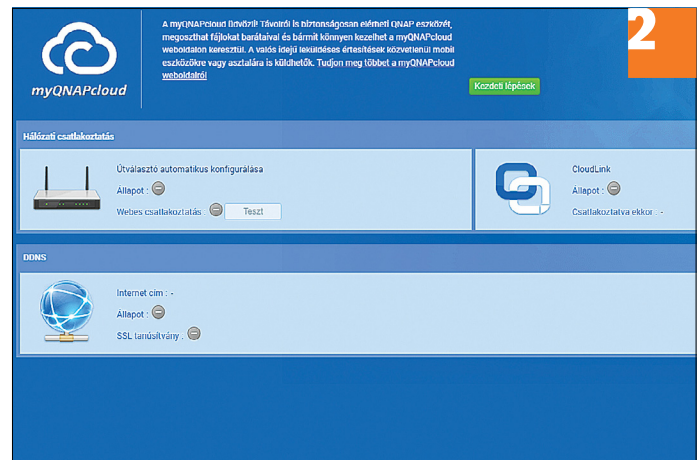 A myQNAPcloud üdvözli! Távolról is biztonságosan elérheti QNAP eszközét,
megoszthat fájlokat barátaival és bármit könnyen kezelhet a myQNAPcloud
weboldalon keresztül. A valós idejű leküldéses értesítések közvetlenül mobil
eszközökre vagy asztalára is küldhetők. Tudjon meg többet a myQNAPcloud
weboldalról
2
myQNAPcloud
Kezdeti lépések
Hálózati csatlakoztatás
Útválasztó automatikus konfigurálása
Állapot :
Webes csatlakoztatás :
Teszt
CloudLink
Állapot :
Csatlakoztatva ekkor : -
DDNS
Internet cím : -
Állapot :
SSL tanúsítvány :